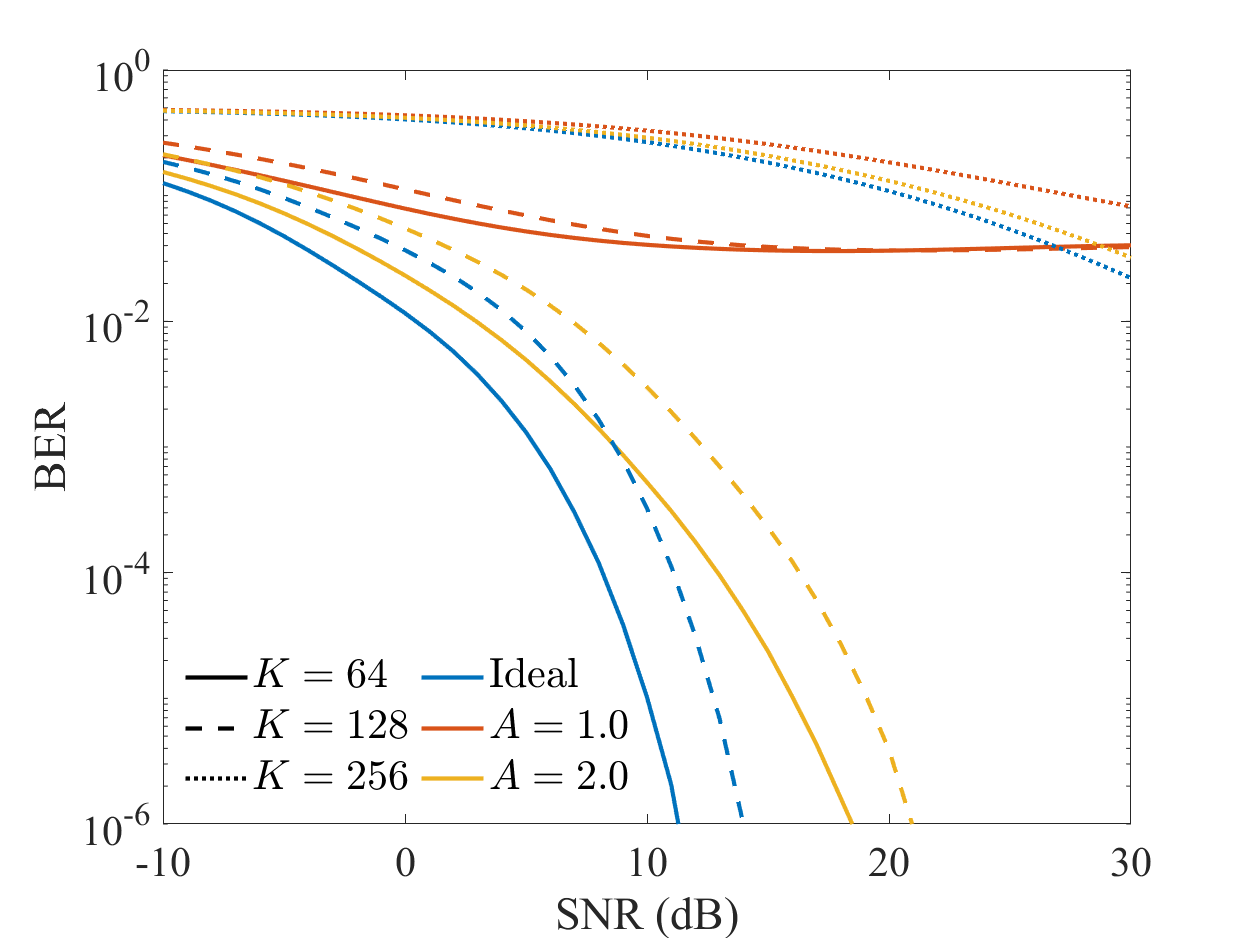 10^0
10^-2
10^-4
10^-6
BER
K = 64 Ideal
K = 128 A = 1.0
K = 256 A = 2.0
-10 0 10 20 30
SNR (dB)